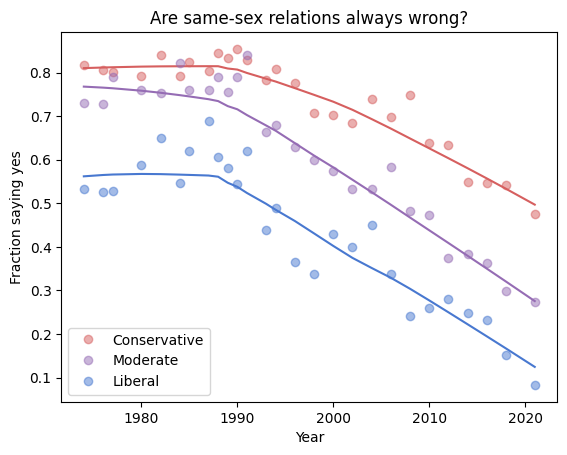 Are same-sex relations always wrong?
Fraction saying yes
0.8
0.7
0.6
0.5
0.4
0.3
0.2
0.1
Conservative
Moderate
Liberal
1980 1990 2000 2010 2020
Year